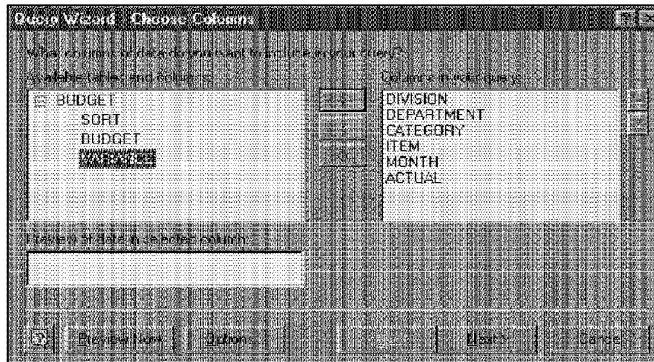 Query Wizard - Choose Columns
What columns of data do you want to include in your query?
Available tables and columns:
Columns in your query:
BUDGET
SORT
BUDGET
DIVISION
DEPARTMENT
CATEGORY
ITEM
MONTH
ACTUAL
Preview of data in selected column:
Preview Now
Options...
Next >
Cancel